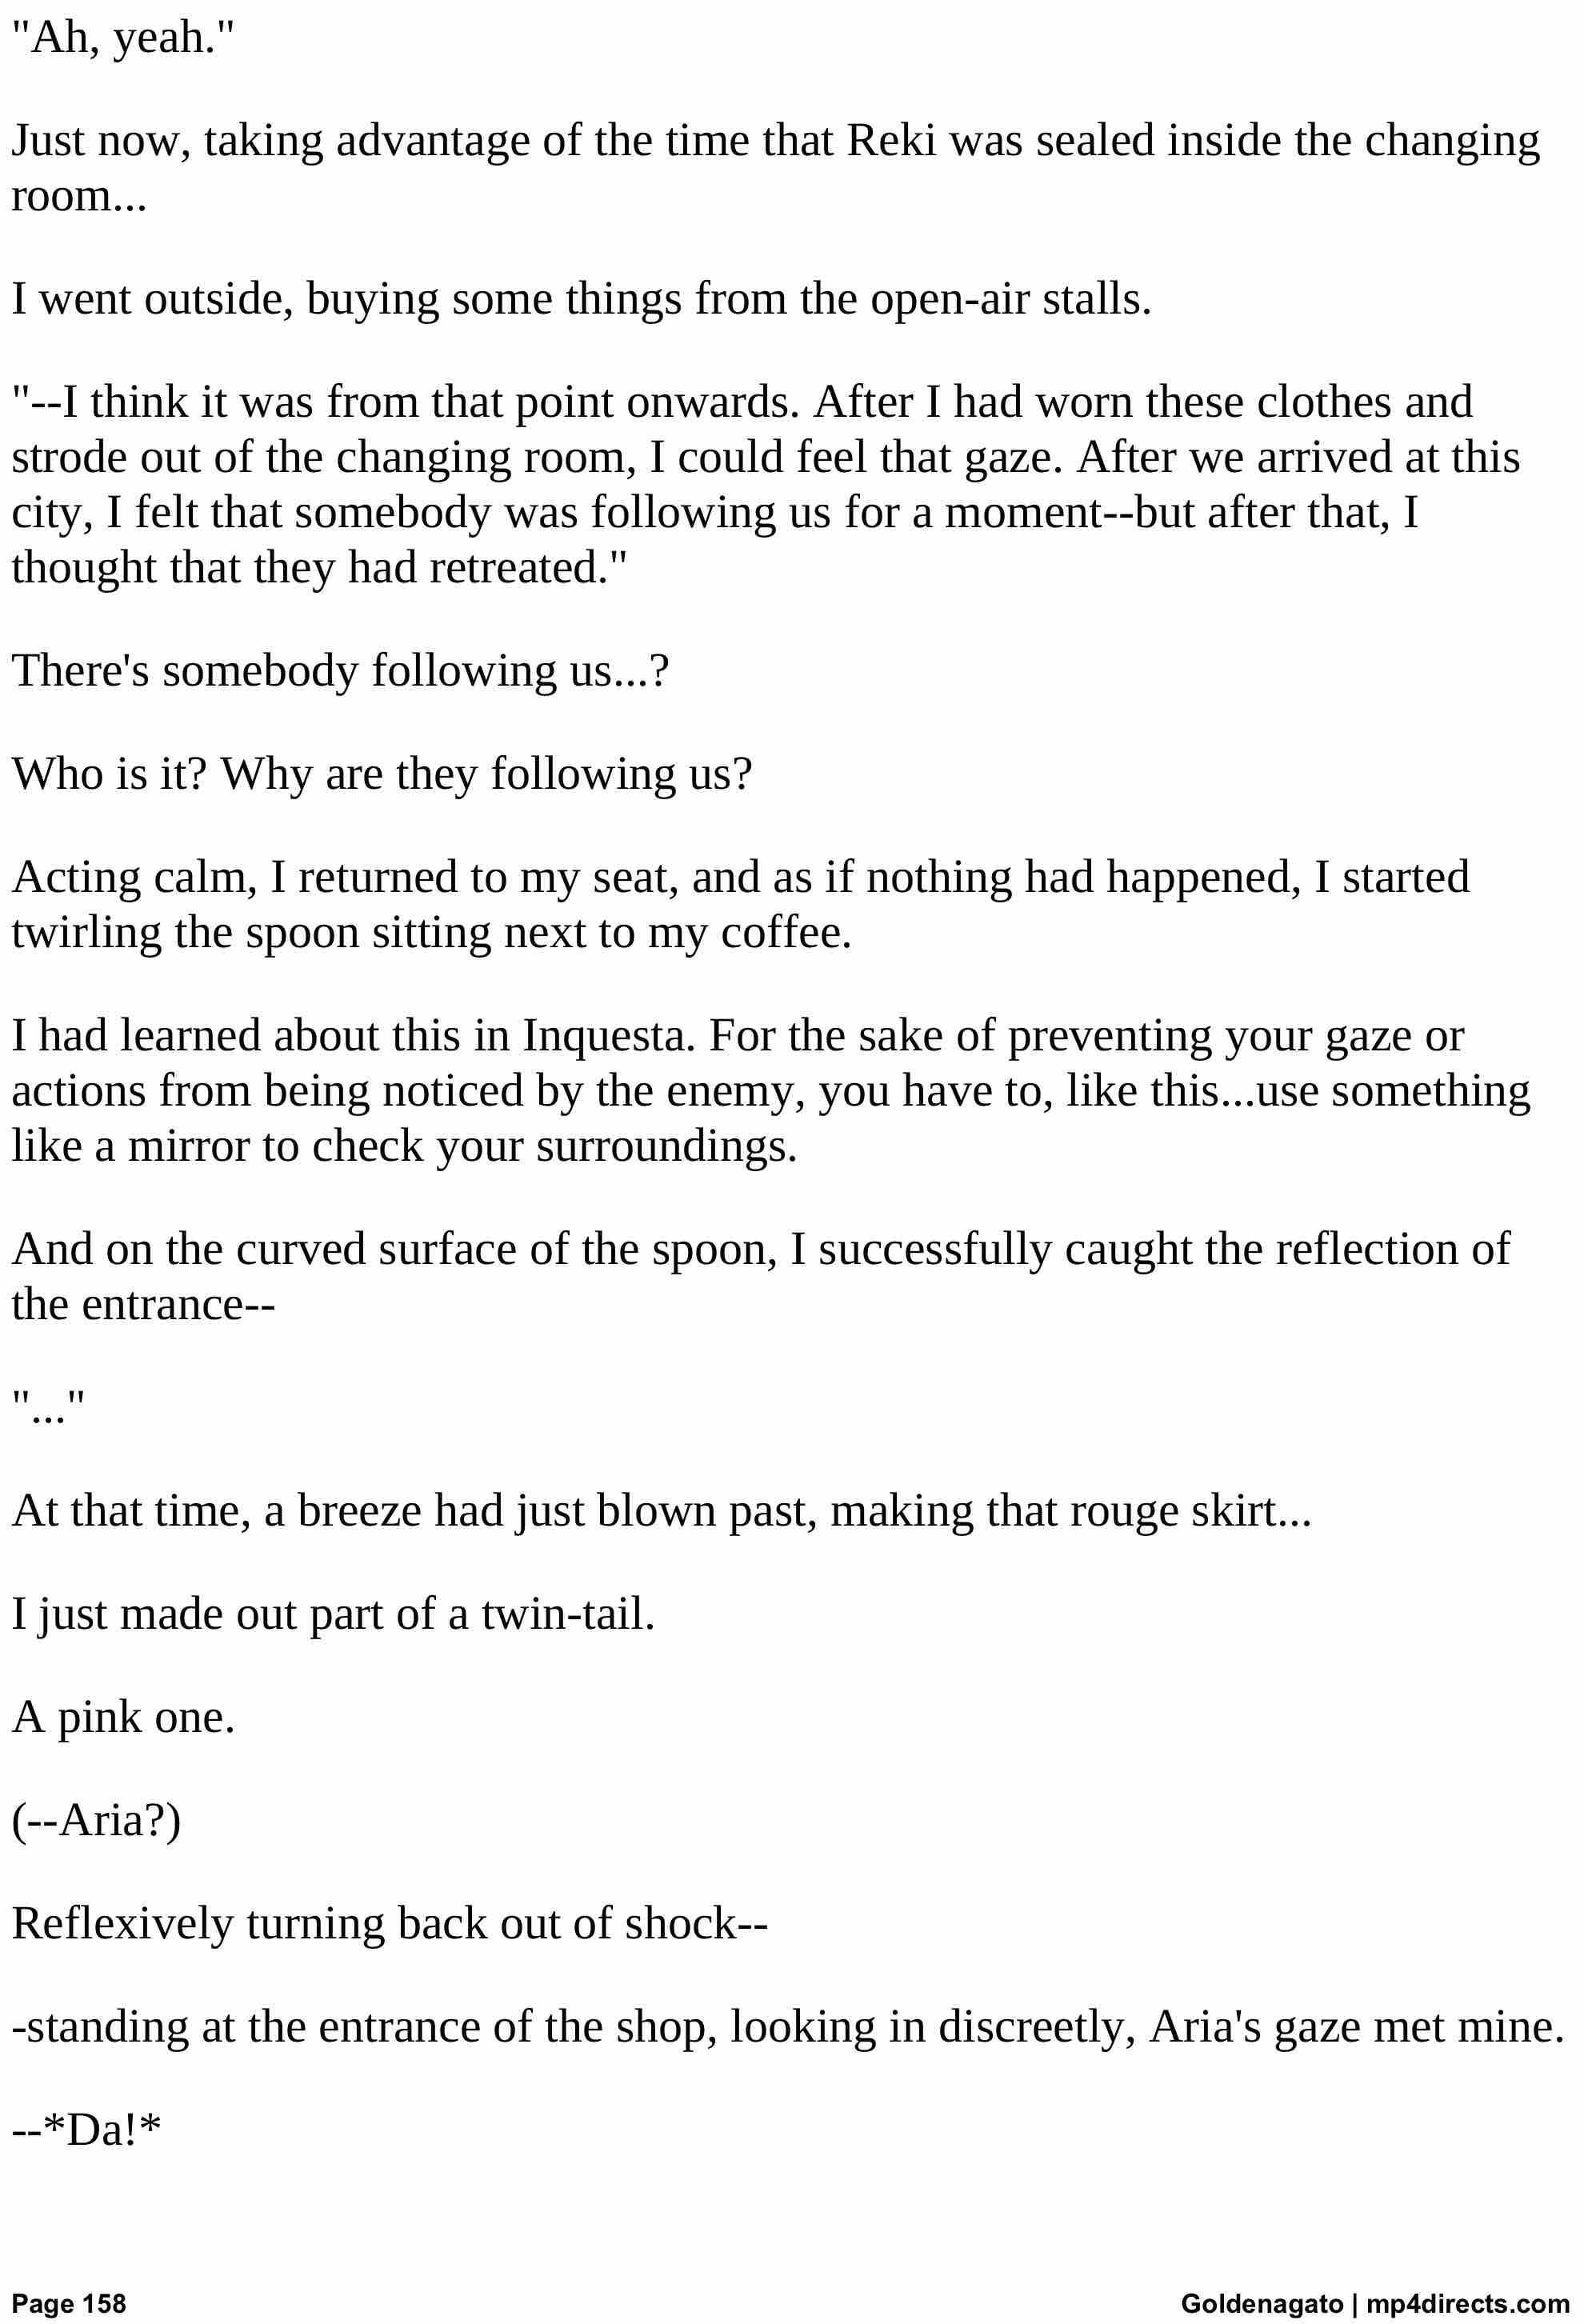 "Ah, yeah."
Just now, taking advantage of the time that Reki was sealed inside the changing
room...
I went outside, buying some things from the open-air stalls.
"--I think it was from that point onwards. After I had worn these clothes and
strode out of the changing room, I could feel that gaze. After we arrived at this
city, I felt that somebody was following us for a moment--but after that, I
thought that they had retreated."
There's somebody following us...?
Who is it? Why are they following us?
Acting calm, I returned to my seat, and as if nothing had happened, I started
twirling the spoon sitting next to my coffee.
I had learned about this in Inquesta. For the sake of preventing your gaze or
actions from being noticed by the enemy, you have to, like this...use something
like a mirror to check your surroundings.
And on the curved surface of the spoon, I successfully caught the reflection of
the entrance--
"..."
At that time, a breeze had just blown past, making that rouge skirt...
I just made out part of a twin-tail.
A pink one.
(--Aria?)
Reflexively turning back out of shock--
-standing at the entrance of the shop, looking in discreetly, Aria's gaze met mine.
--*Da!*
Page 158
Goldenagato | mp4directs.com